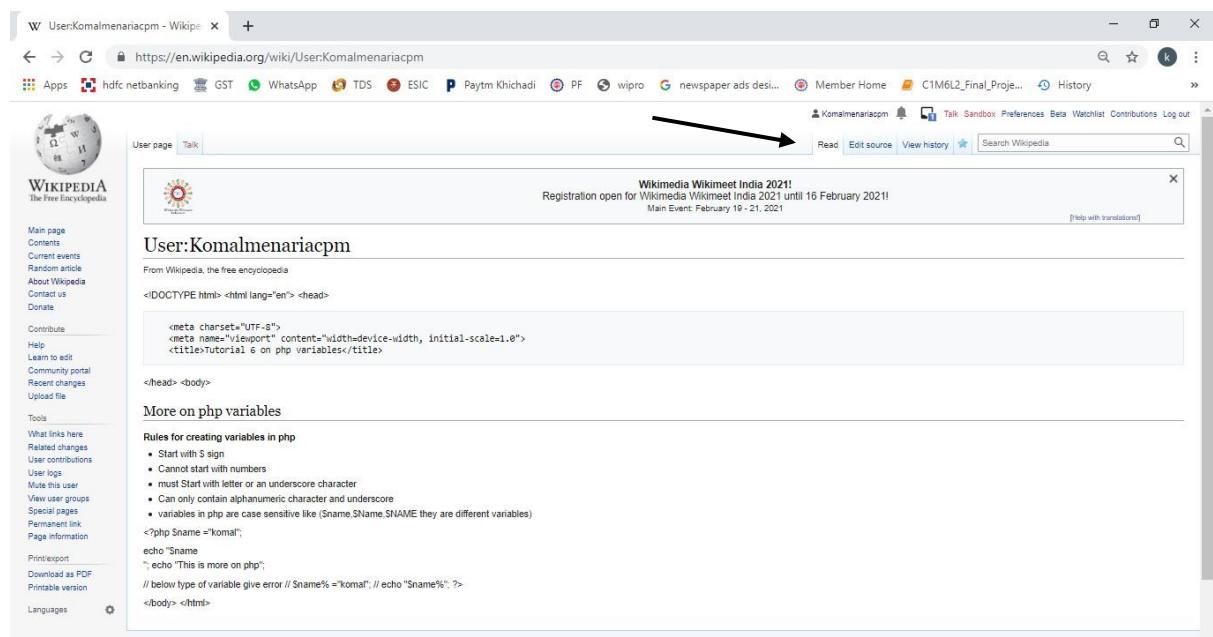 W User:Komalmenariacpm - Wikipe
https://en.wikipedia.org/wiki/User:Komalmenariacpm
k
Apps hdfc netbanking GST WhatsApp TDS ESIC Paytm Khichadi PF wipro newspaper ads desi... Member Home C1M6L2_Final_Proje... History »
Komalmenariacpm 1 Talk Sandbox Preferences Beta Watchlist Contributions Log out
User page Talk Read Edit source View history Search Wikipedia
WIKIPEDIA
The Free Encyclopedia
Main page
Contents
Current events
Random article
About Wikipedia
Contact us
Donate
Contribute
Help
Learn to edit
Community portal
Recent changes
Upload file
Tools
What links here
Related changes
User contributions
User logs
Mute this user
View user groups
Special pages
Permanent link
Page information
Print/export
Download as PDF
Printable version
Languages
Wikimedia Wikimeet India 2021!
Registration open for Wikimedia Wikimeet India 2021 until 16 February 2021!
Main Event: February 19 - 21, 2021
[Help with translations!]
User:Komalmenariacpm
From Wikipedia, the free encyclopedia
<!DOCTYPE html> <html lang="en"> <head>
<meta charset="UTF-8">
<meta name="viewport" content="width=device-width, initial-scale=1.0">
<title>Tutorial 6 on php variables</title>
</head> <body>
More on php variables
Rules for creating variables in php
• Start with $ sign
• Cannot start with numbers
• must Start with letter or an underscore character
• Can only contain alphanumeric character and underscore
• variables in php are case sensitive like ($name,$Name,$NAME they are different variables)
<?php $name ="komal";
echo "$name
"; echo "This is more on php";
// below type of variable give error // $name% ="komal"; // echo "$name%"; ?>
</body> </html>